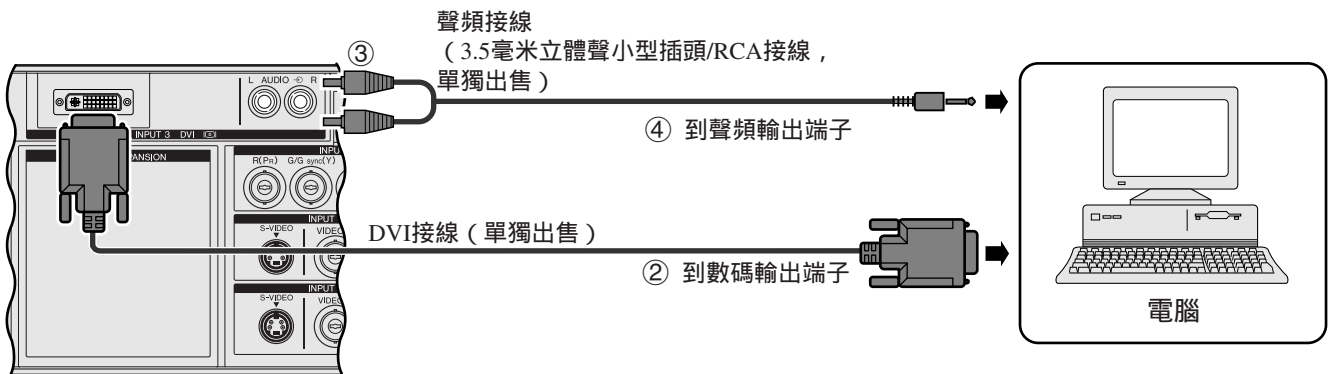 聲頻接線
(3.5毫米立體聲小型插頭/RCA接線，
單獨出售)
③
L AUDIO R
INPUT 3 DVI
④ 到聲頻輸出端子
ANSION
INPU
R(PR) G/G sync(Y)
INPUT
S-VIDEO VIDEO
DVI接線(單獨出售)
② 到數碼輸出端子
INPUT
S-VIDEO VIDEO
電腦